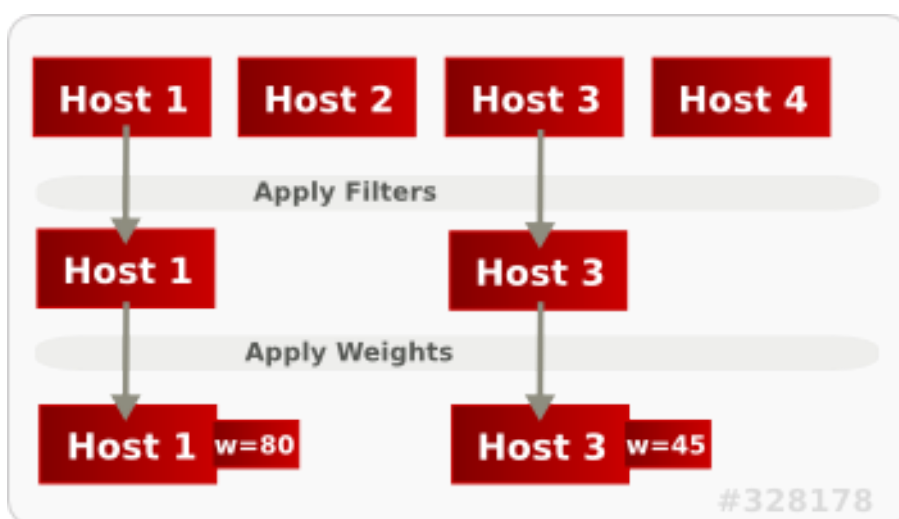 Host 1 Host 2 Host 3 Host 4
Apply Filters
Host 1 Host 3
Apply Weights
Host 1 w=80 Host 3 w=45
#328178